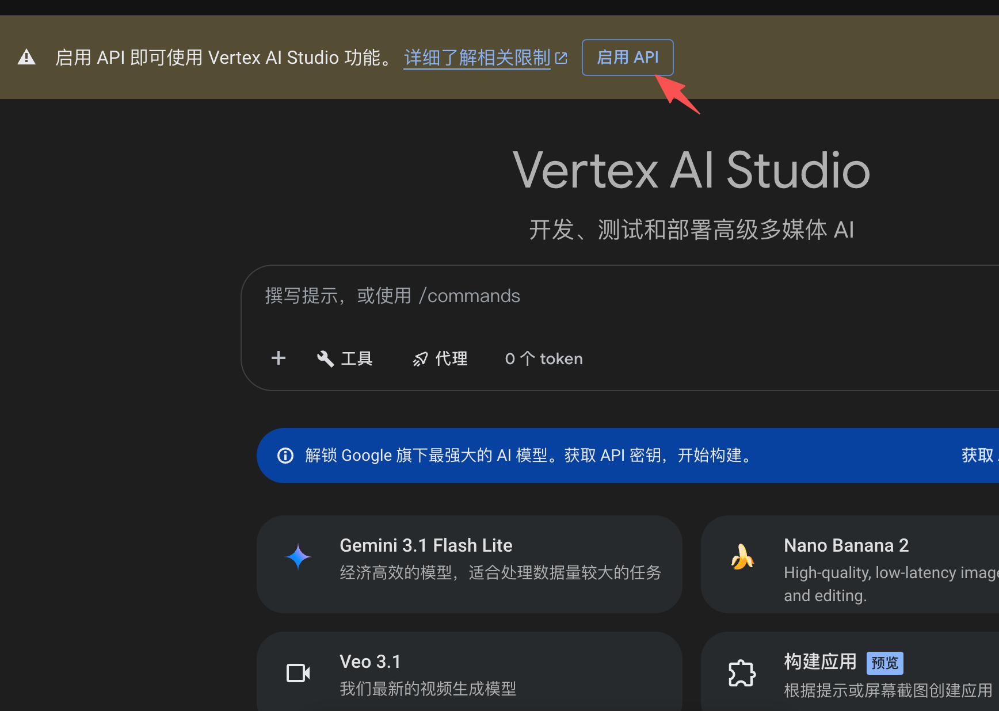 启用 API 即可使用 Vertex AI Studio 功能。 详细了解相关限制 启用 API
Vertex AI Studio
开发、测试和部署高级多媒体 AI
撰写提示，或使用 /commands
工具 代理 0 个 token
解锁 Google 旗下最强大的 AI 模型。获取 API 密钥，开始构建。 获取
Gemini 3.1 Flash Lite
经济高效的模型，适合处理数据量较大的任务
Nano Banana 2
High-quality, low-latency image
and editing.
Veo 3.1
我们最新的视频生成模型
构建应用 预览
根据提示或屏幕截图创建应用